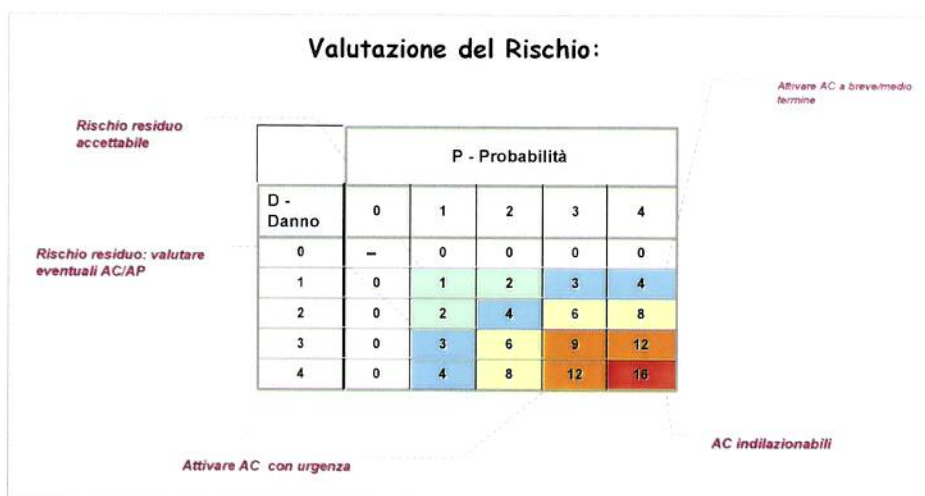 Valutazione del Rischio:
Attivare AC a breve/medio
termine
Rischio residuo
accettabile
P - Probabilità
D -
Danno
0 1 2 3 4
Rischio residuo: valutare
eventuali AC/AP
0 – 0 0 0 0
1 0 1 2 3 4
2 0 2 4 6 8
3 0 3 6 9 12
4 0 4 8 12 16
AC indilazionabili
Attivare AC con urgenza